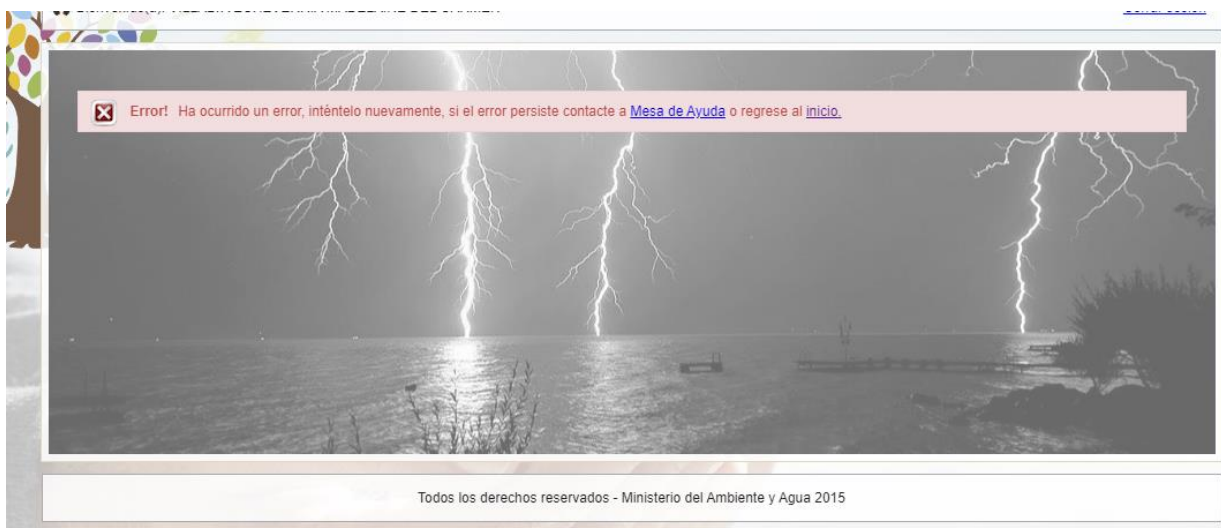 Error! Ha ocurrido un error, inténtelo nuevamente, si el error persiste contacte a Mesa de Ayuda o regrese al inicio.
Todos los derechos reservados - Ministerio del Ambiente y Agua 2015